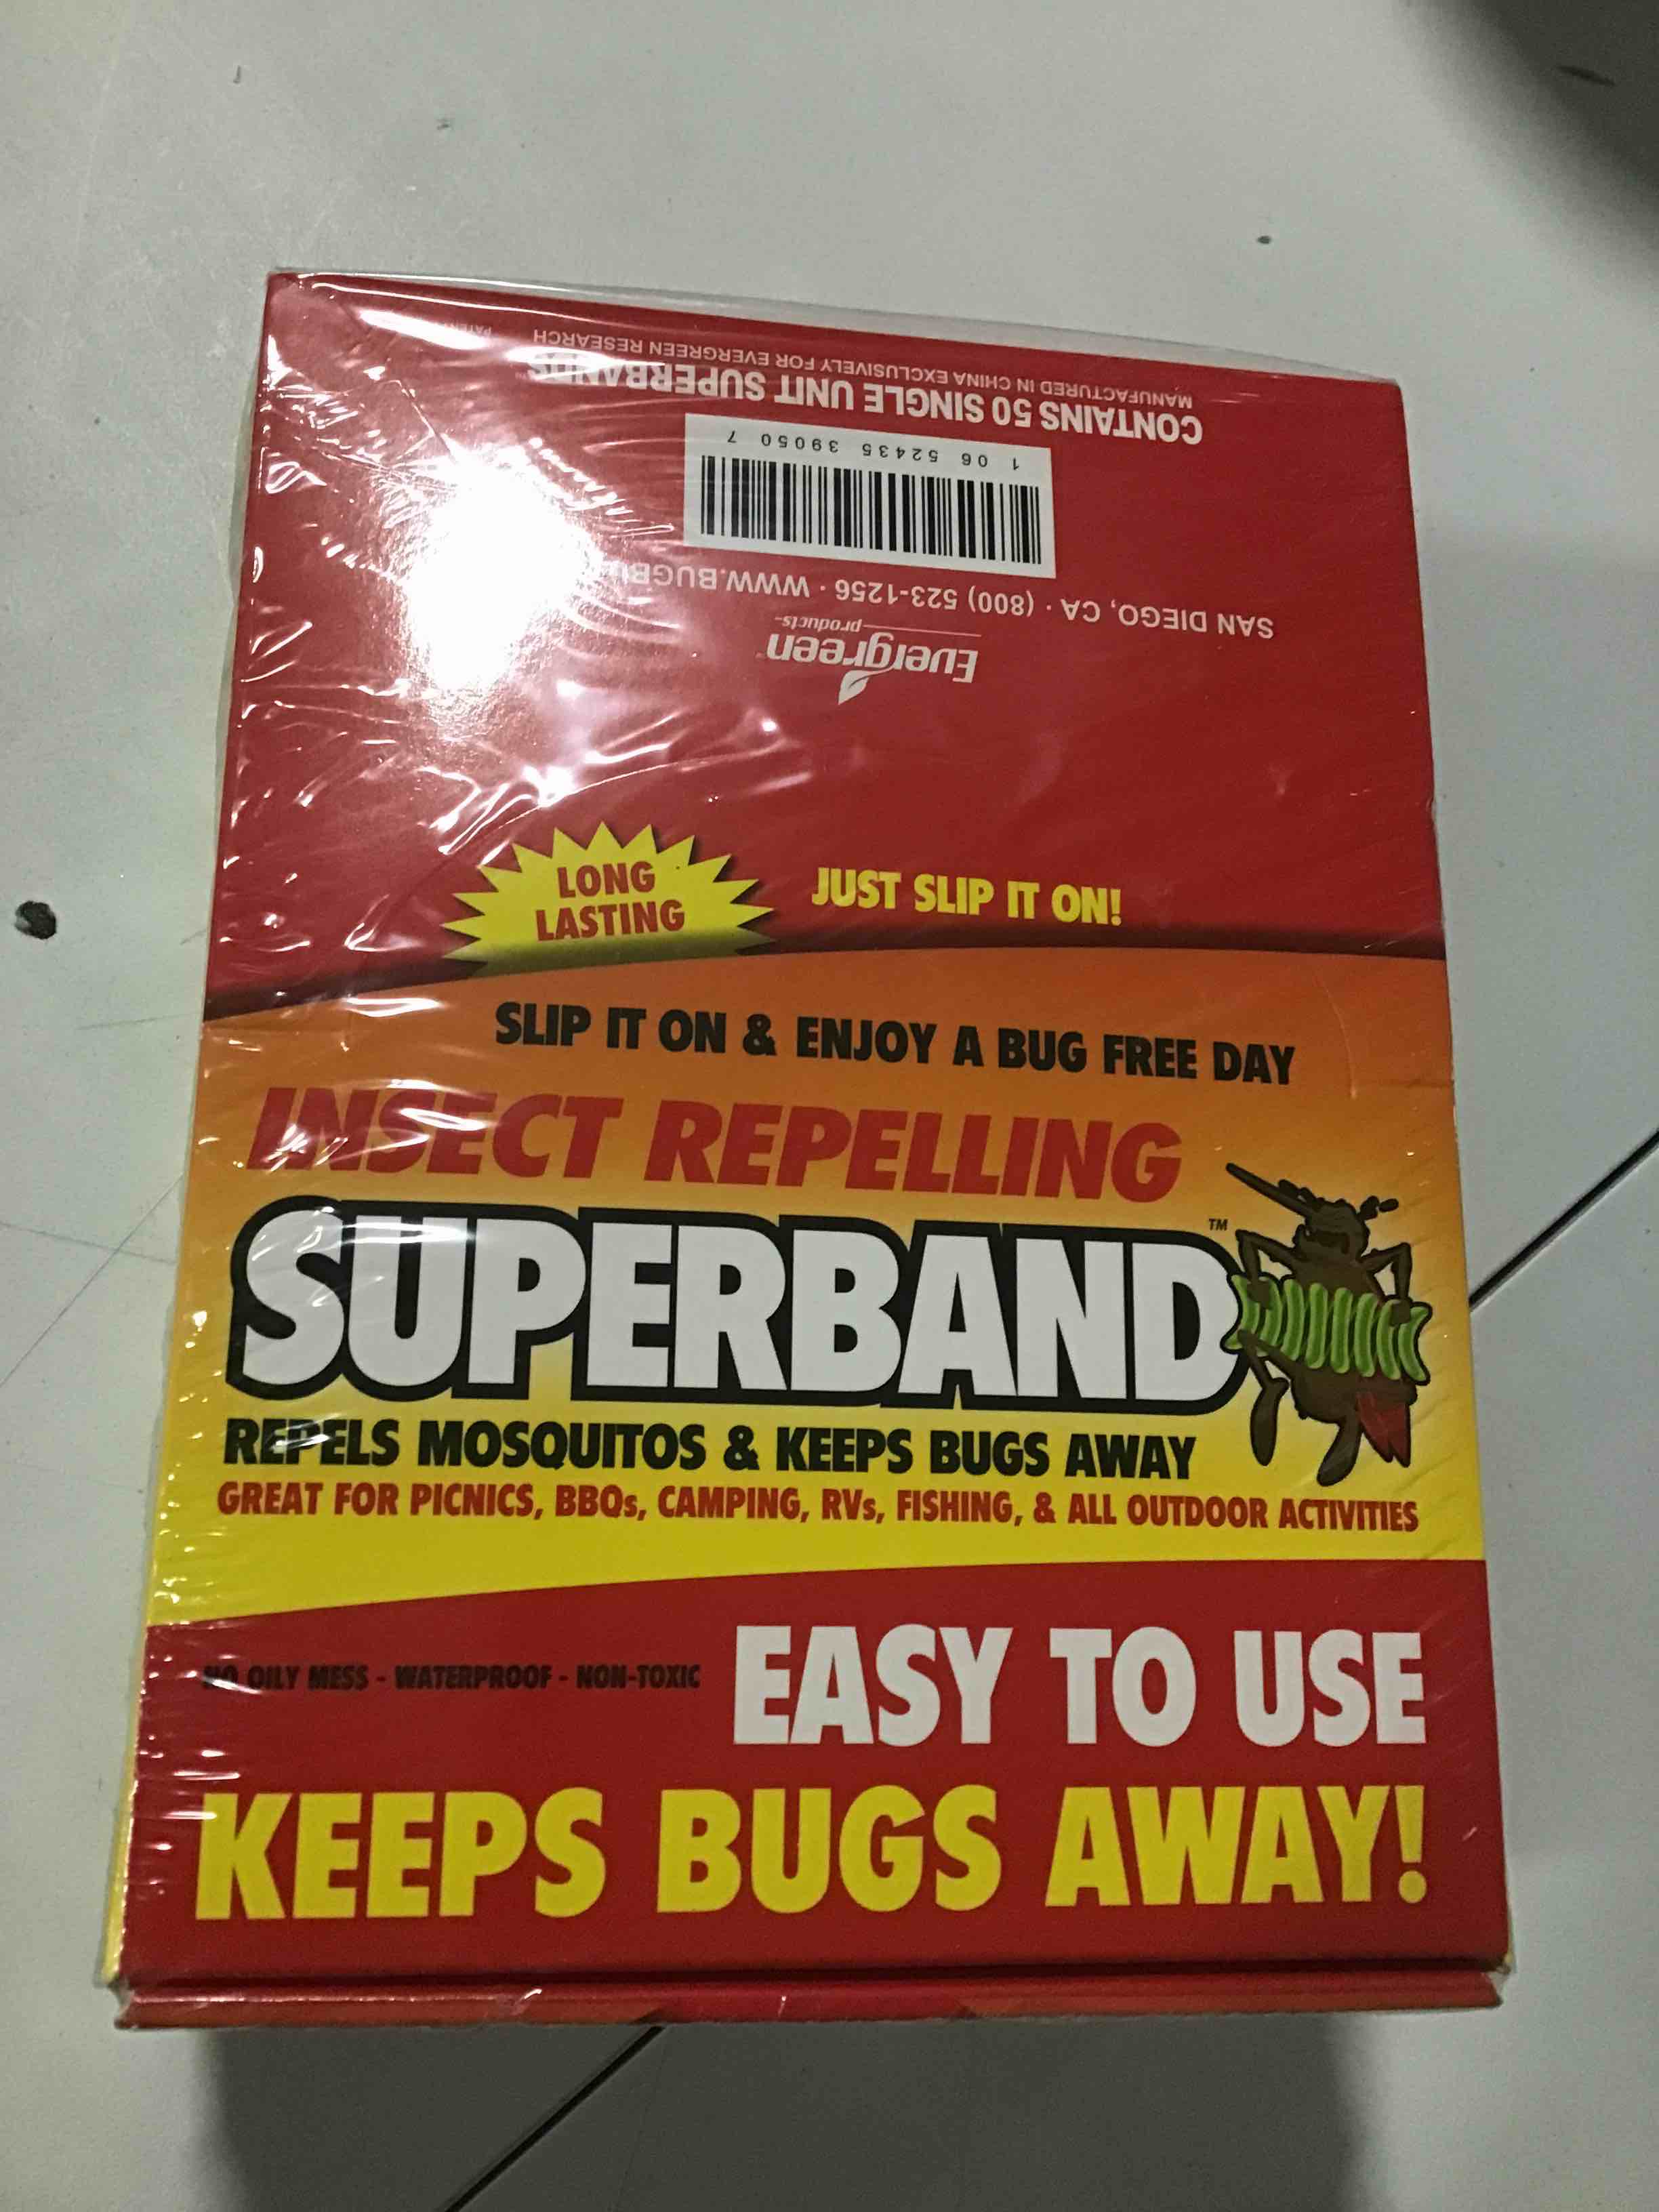 PATEN
MANUFACTURED IN CHINA EXCLUSIVELY FOR EVERGREEN RESEARCH
CONTAINS 50 SINGLE UNIT SUPERBANDS
1 06 52435 39050 7
SAN DIEGO, CA · (800) 523-1256 · WWW.BUGB
Evergreen
-products-
LONG
LASTING
JUST SLIP IT ON!
SLIP IT ON & ENJOY A BUG FREE DAY
INSECT REPELLING
SUPERBAND™
REPELS MOSQUITOS & KEEPS BUGS AWAY
GREAT FOR PICNICS, BBQs, CAMPING, RVs, FISHING, & ALL OUTDOOR ACTIVITIES
NO OILY MESS - WATERPROOF - NON-TOXIC
EASY TO USE
KEEPS BUGS AWAY!